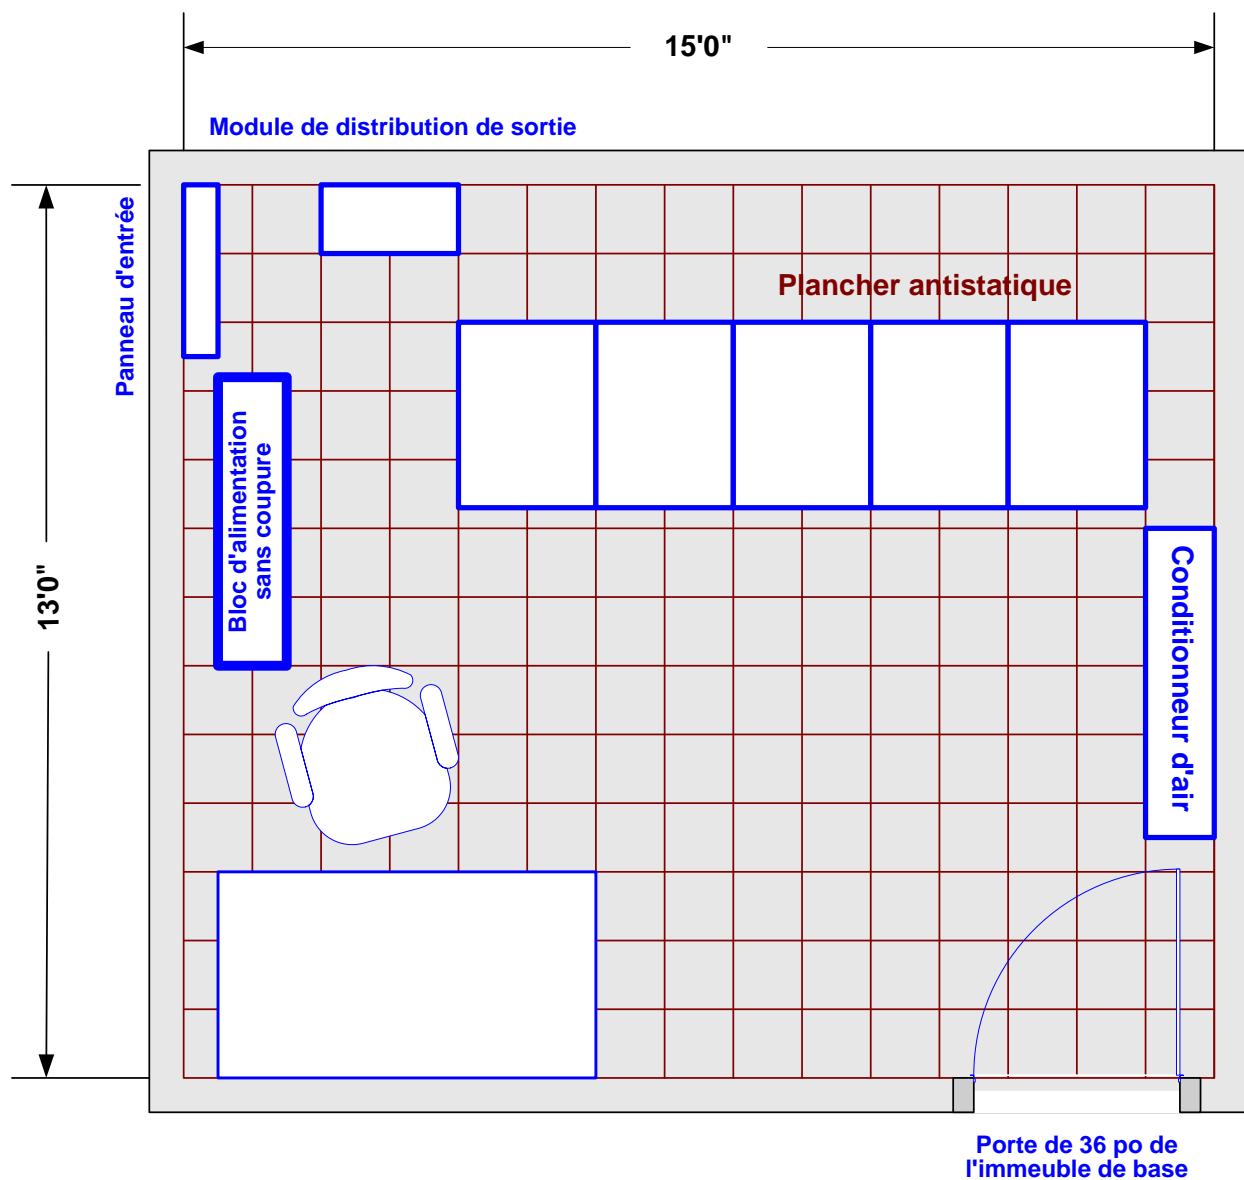 15'0"
Module de distribution de sortie
Panneau d'entrée
Plancher antistatique
Bloc d'alimentation
sans coupure
13'0"
Conditionneur d'air
Porte de 36 po de
l'immeuble de base